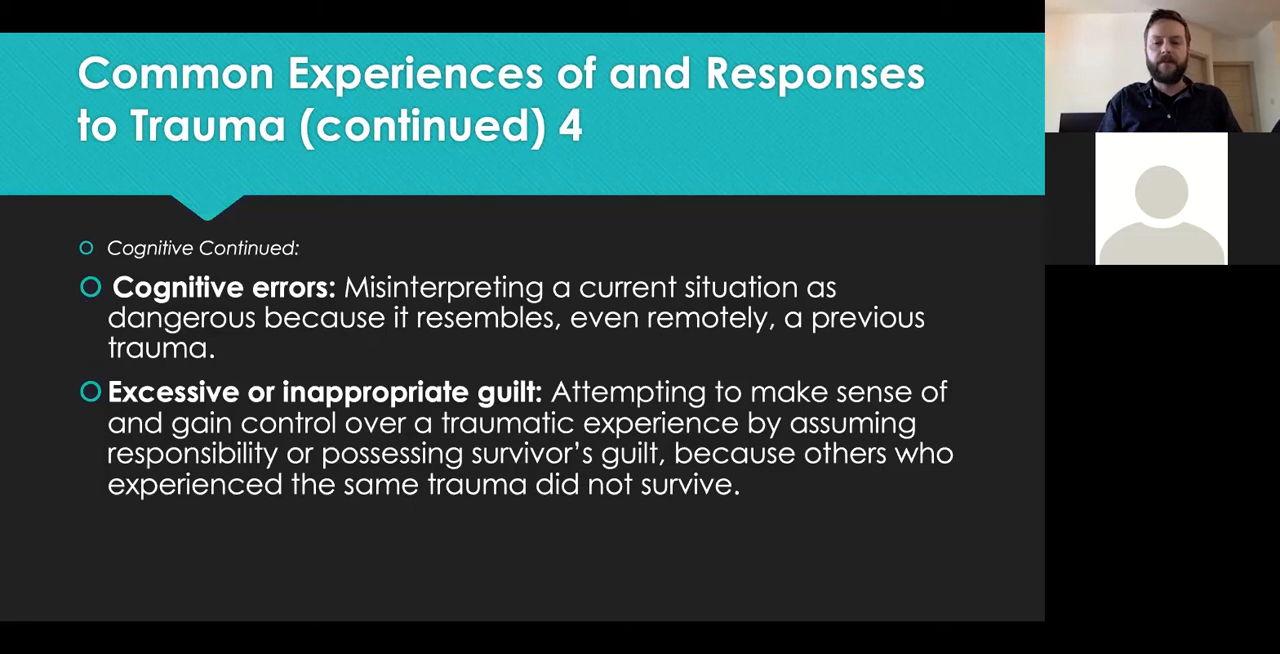 Common Experiences of and Responses
to Trauma (continued) 4
Cognitive Continued:
Cognitive errors: Misinterpreting a current situation as
dangerous because it resembles, even remotely, a previous
trauma.
Excessive or inappropriate guilt: Attempting to make sense of
and gain control over a traumatic experience by assuming
responsibility or possessing survivor’s guilt, because others who
experienced the same trauma did not survive.